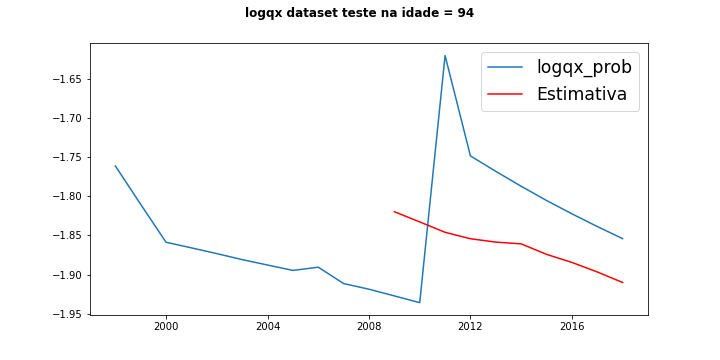 logqx dataset teste na idade = 94
logqx_prob
Estimativa
−1.65
−1.70
−1.75
−1.80
−1.85
−1.90
−1.95
2000 2004 2008 2012 2016